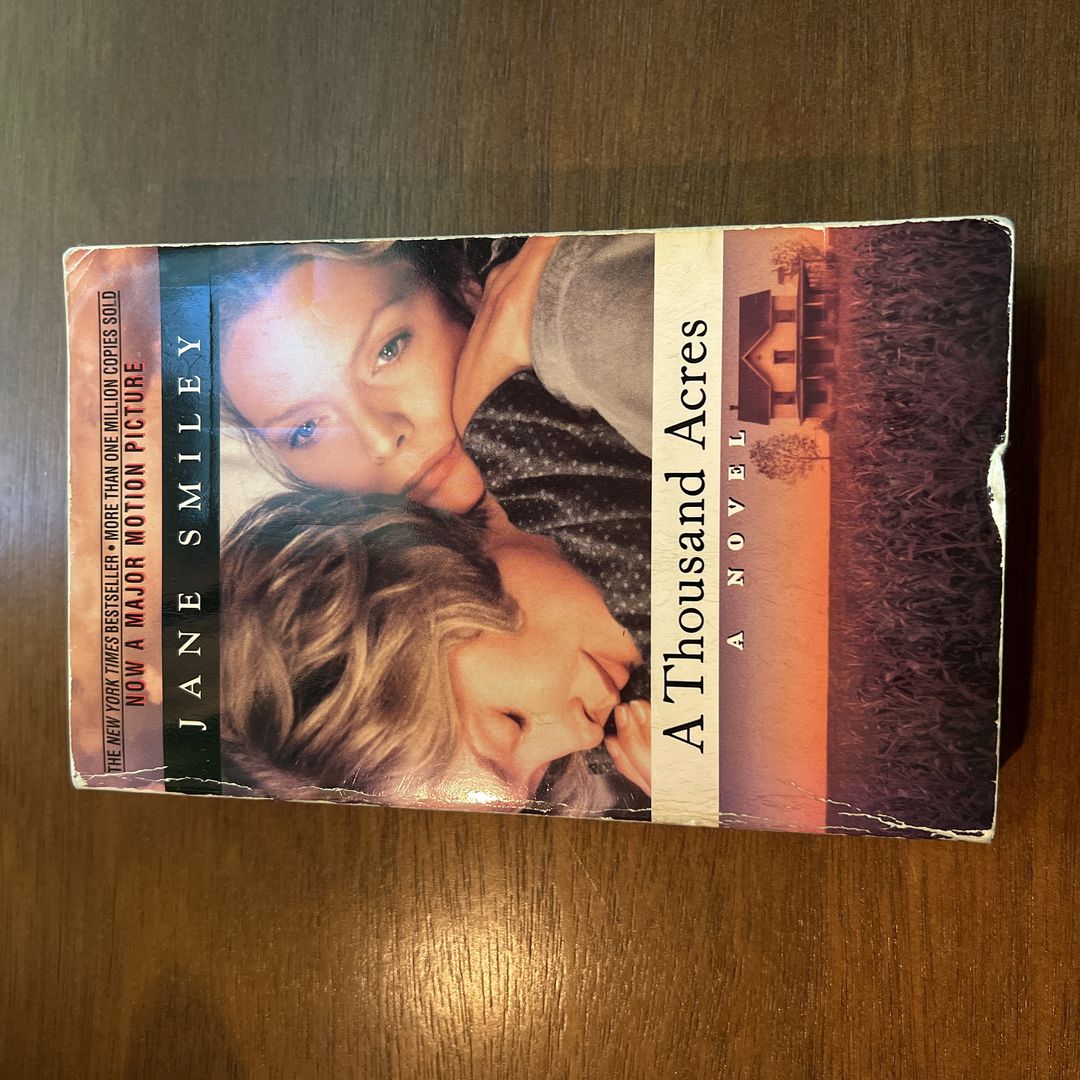 THE NEW YORK TIMES BESTSELLER • MORE THAN ONE MILLION COPIES SOLD
NOW A MAJOR MOTION PICTURE
JANE SMILEY
A Thousand Acres
A NOVEL